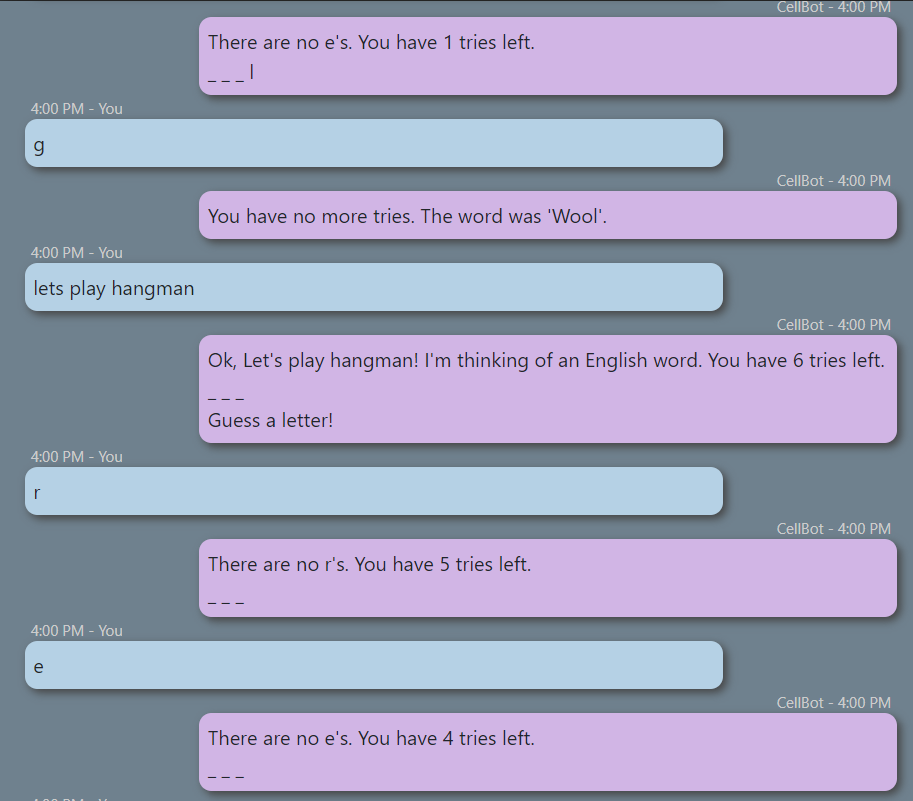 CellBot - 4:00 PM
There are no e's. You have 1 tries left.
_ _ _ l
4:00 PM - You
g
CellBot - 4:00 PM
You have no more tries. The word was 'Wool'.
4:00 PM - You
lets play hangman
CellBot - 4:00 PM
Ok, Let's play hangman! I'm thinking of an English word. You have 6 tries left.
_ _ _
Guess a letter!
4:00 PM - You
r
CellBot - 4:00 PM
There are no r's. You have 5 tries left.
_ _ _
4:00 PM - You
e
CellBot - 4:00 PM
There are no e's. You have 4 tries left.
_ _ _